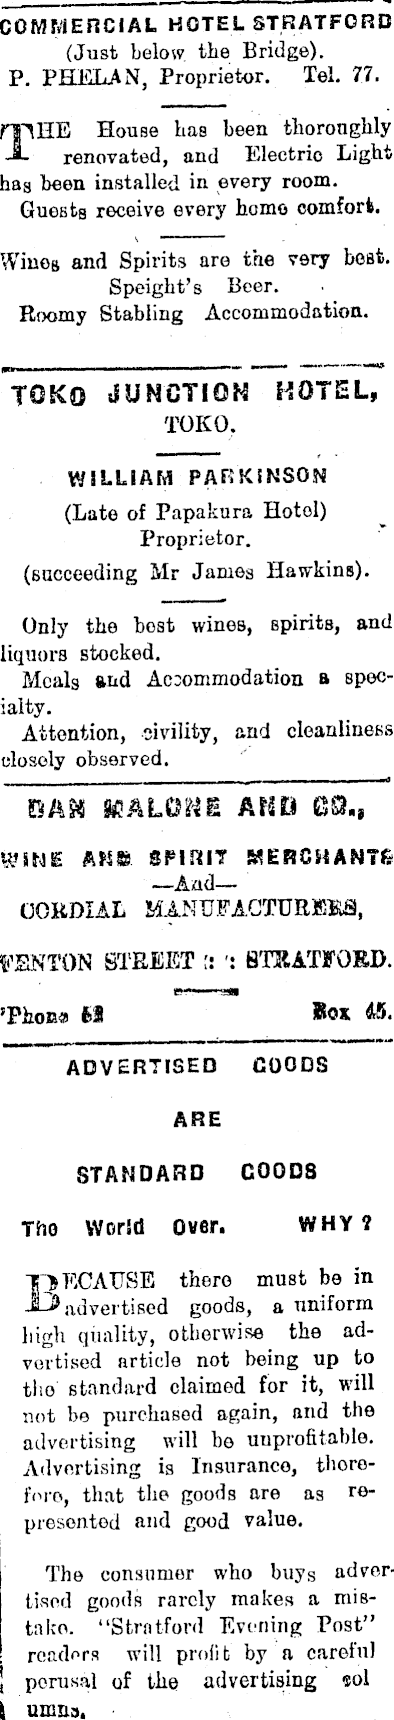 COMMERCIAL HOTEL STRATFORD
(Just below the Bridge).
P. PHELAN, Proprietor. Tel. 77.
THE House has been thoroughly
renovated, and Electric Light
has been installed in every room.
Guests receive every home comfort.
Wines and Spirits are the very best.
Speight's Beer.
Roomy Stabling Accommodation.
TOKO JUNCTION HOTEL,
TOKO.
WILLIAM PARKINSON
(Late of Papakura Hotel)
Proprietor.
(succeeding Mr James Hawkins).
Only the best wines, spirits, and
liquors stocked.
Meals and Accommodation a spec-
ialty.
Attention, civility, and cleanliness
closely observed.
DAN MALONE AND CO.,
WINE AND SPIRIT MERCHANTS
—And—
CORDIAL MANUFACTURERS,
FENTON STREET : : STRATFORD.
'Phone 62 Box 45.
ADVERTISED GOODS
ARE
STANDARD GOODS
The World Over. WHY?
BECAUSE there must be in
advertised goods, a uniform
high quality, otherwise the ad-
vertised article not being up to
the standard claimed for it, will
not be purchased again, and the
advertising will be unprofitable.
Advertising is Insurance, there-
fore, that the goods are as re-
presented and good value.
The consumer who buys adver-
tised goods rarely makes a mis-
take. "Stratford Evening Post"
readers will profit by a careful
perusal of the advertising col
umns.